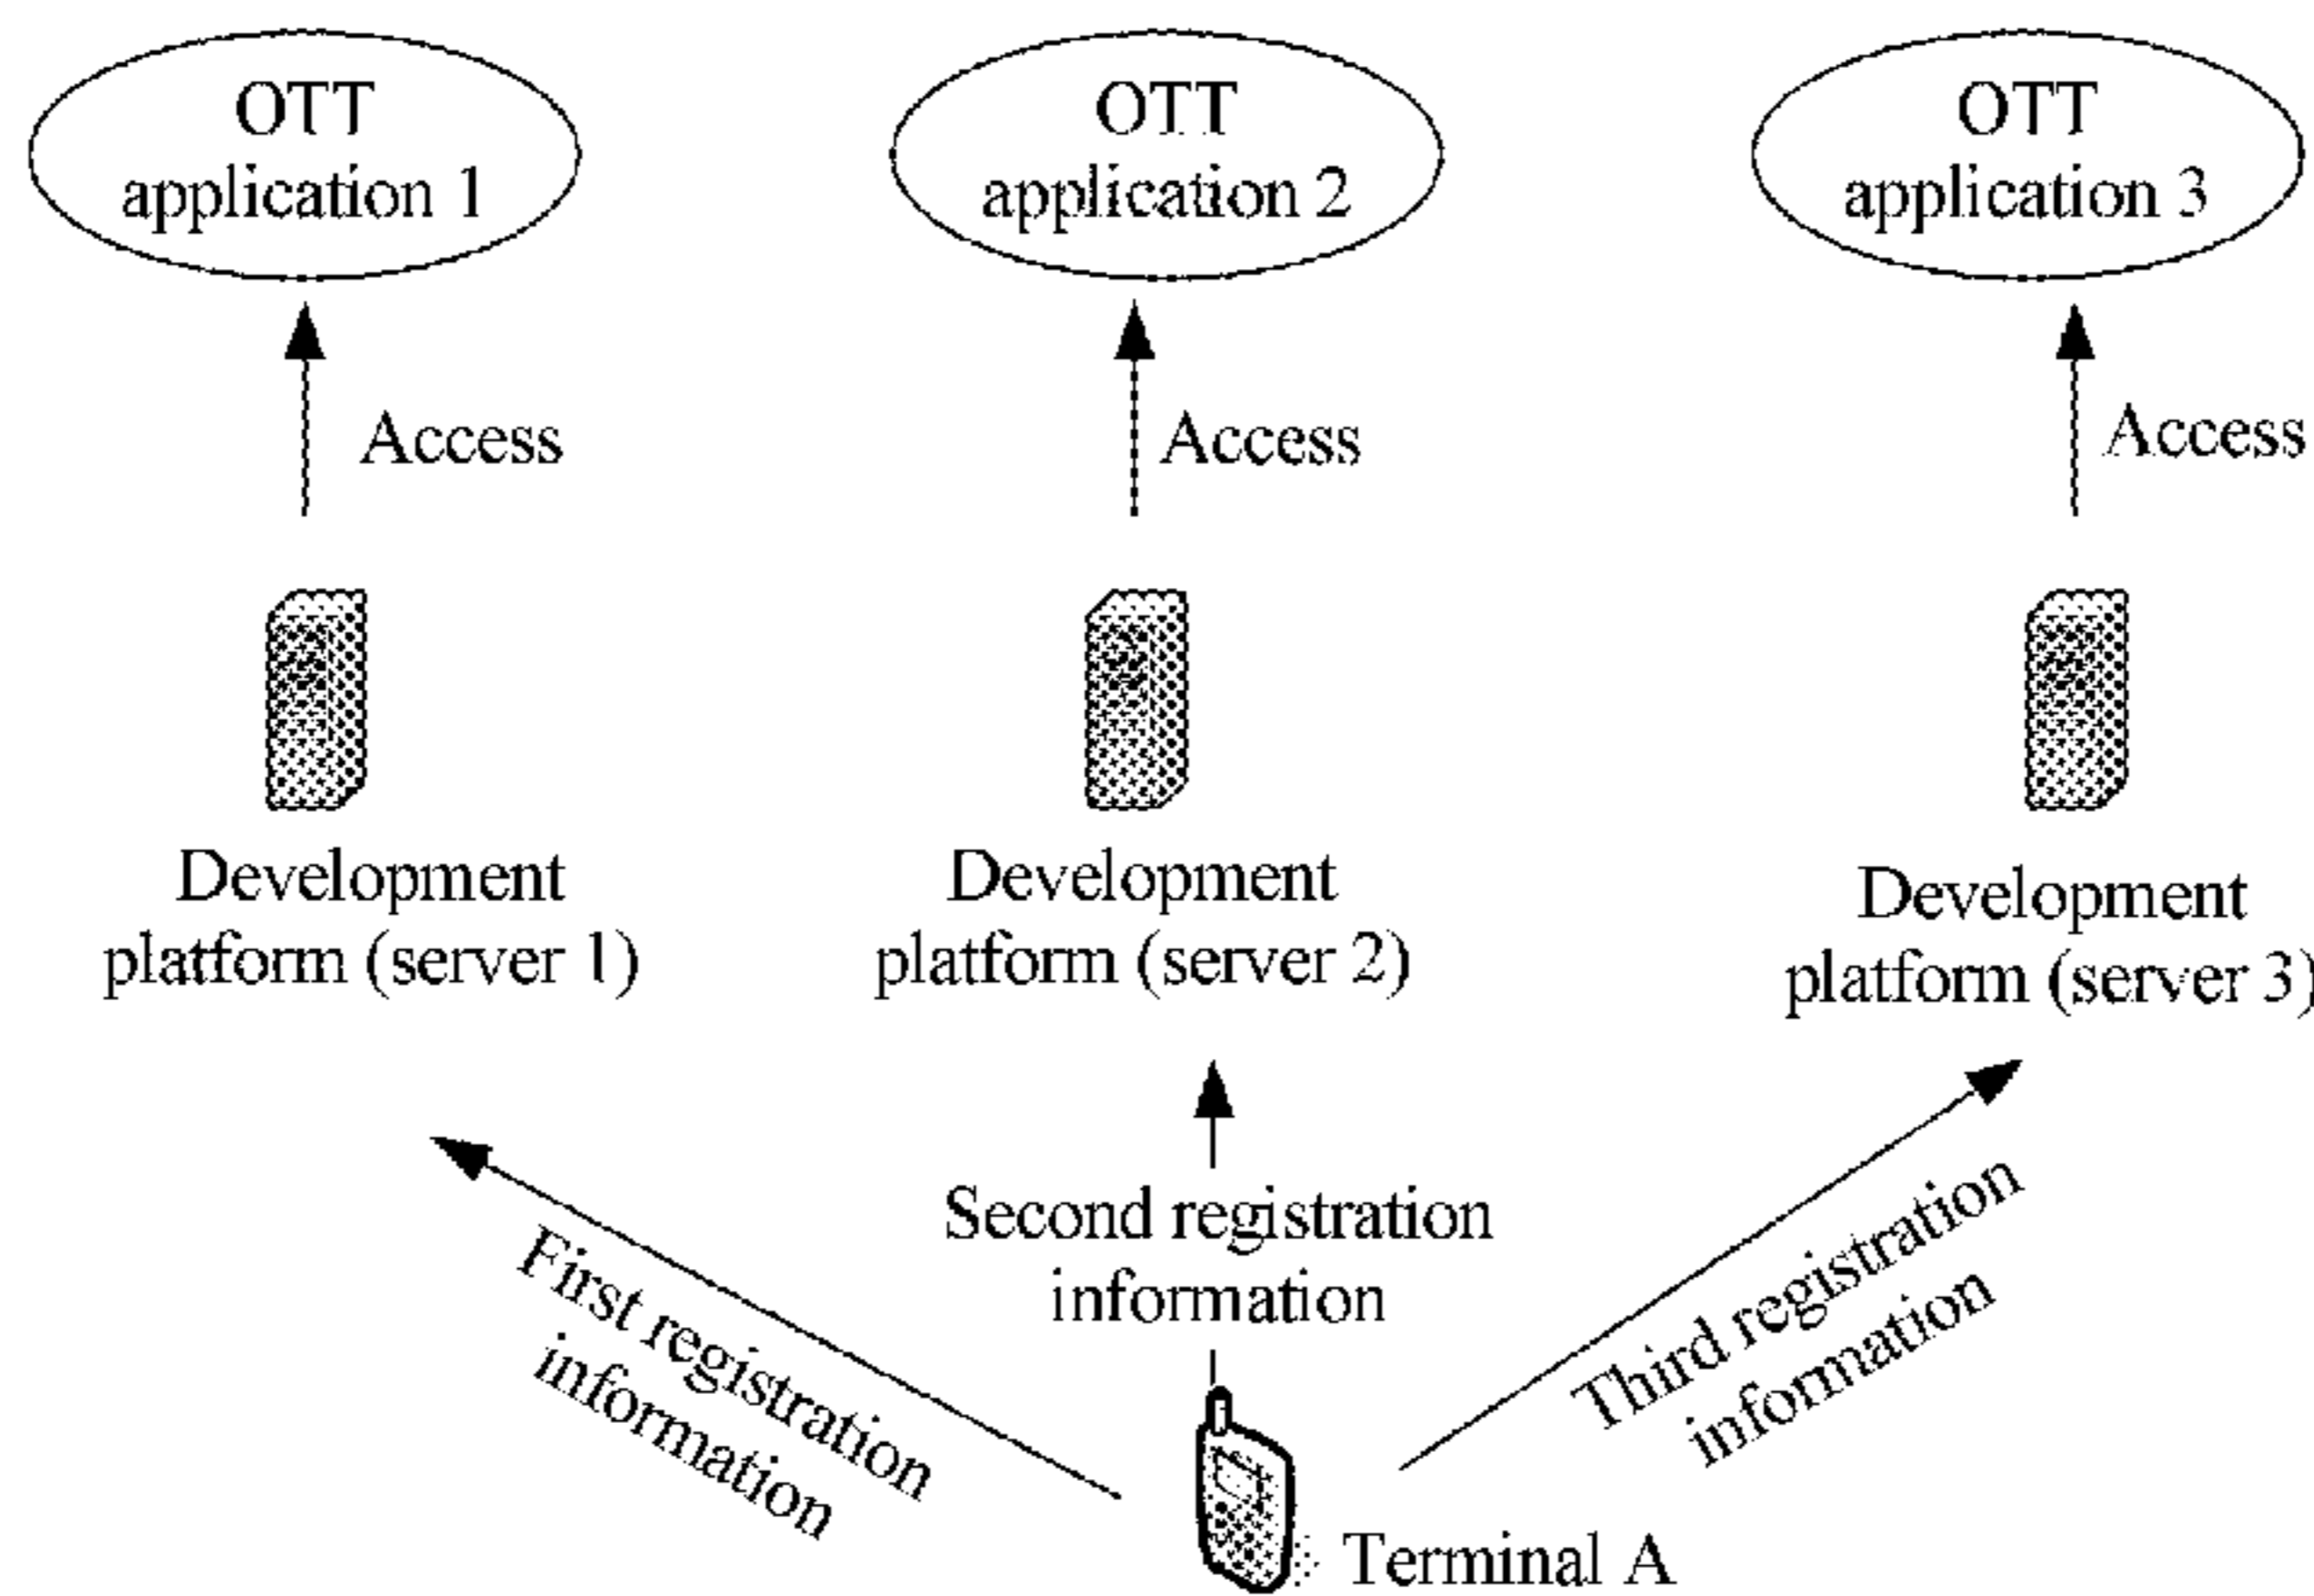 OTT
application 1
OTT
application 2
OTT
application 3
Access
Access
Access
Development
platform (server 1)
Development
platform (server 2)
Development
platform (server 3)
First registration
information
Second registration
information
Third registration
information
Terminal A